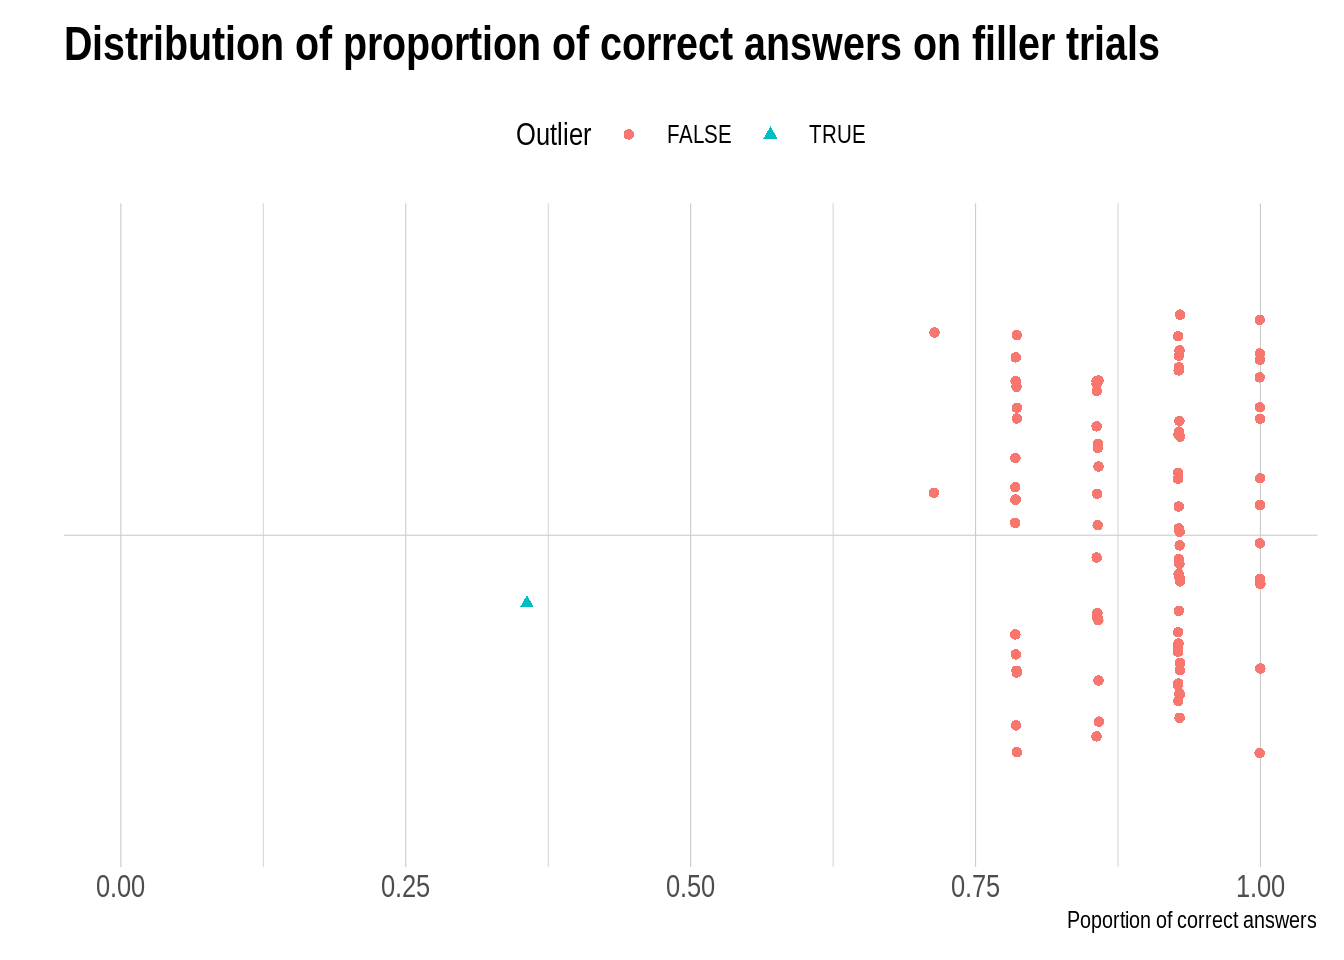 Distribution of proportion of correct answers on filler trials
Outlier FALSE TRUE
0.00 0.25 0.50 0.75 1.00
Poportion of correct answers